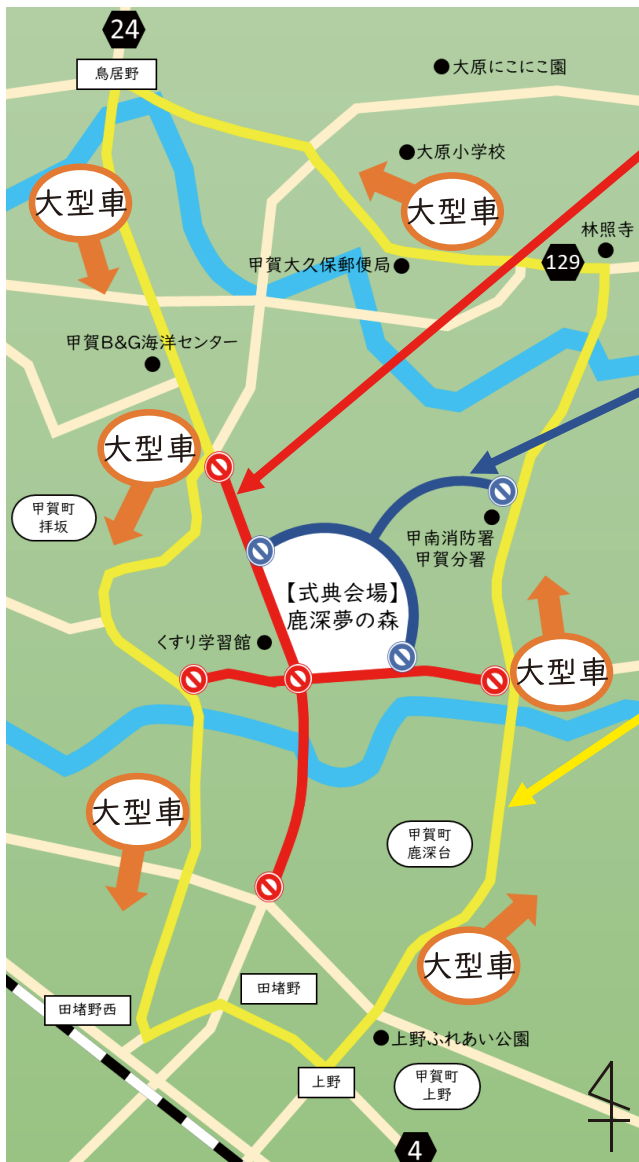 24
鳥居野
大原にこにこ園
大原小学校
大型車
大型車
林照寺
甲賀大久保郵便局
129
甲賀B&G海洋センター
大型車
甲賀町
拝坂
甲南消防署
甲賀分署
【式典会場】
鹿深夢の森
くすり学習館
大型車
大型車
甲賀町
鹿深台
大型車
田堵野
田堵野西
上野ふれあい公園
上野
甲賀町
上野
4